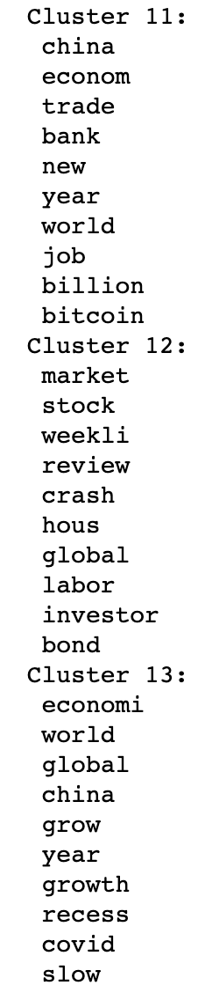 Cluster 11:
china
econom
trade
bank
new
year
world
job
billion
bitcoin
Cluster 12:
market
stock
weekli
review
crash
hous
global
labor
investor
bond
Cluster 13:
economi
world
global
china
grow
year
growth
recess
covid
slow